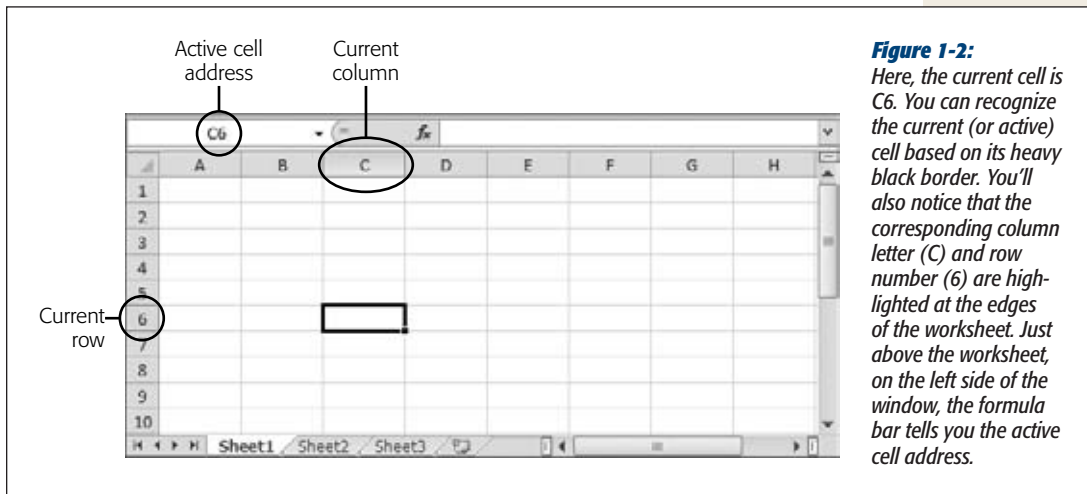 Active cell
address
Current
column
C6
fx
A B C D E F G H
1
2
3
4
5
Current
row
6
7
8
9
10
Sheet1 Sheet2 Sheet3
Figure 1-2:
Here, the current cell is
C6. You can recognize
the current (or active)
cell based on its heavy
black border. You’ll
also notice that the
corresponding column
letter (C) and row
number (6) are high-
lighted at the edges
of the worksheet. Just
above the worksheet,
on the left side of the
window, the formula
bar tells you the active
cell address.